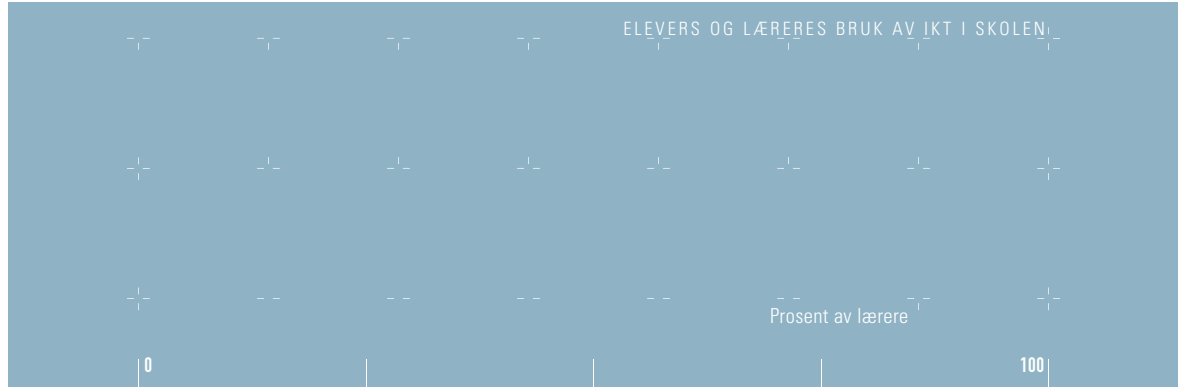 ELEVERS OG LÆRERES BRUK AV IKT I SKOLEN
Prosent av lærere
0
100